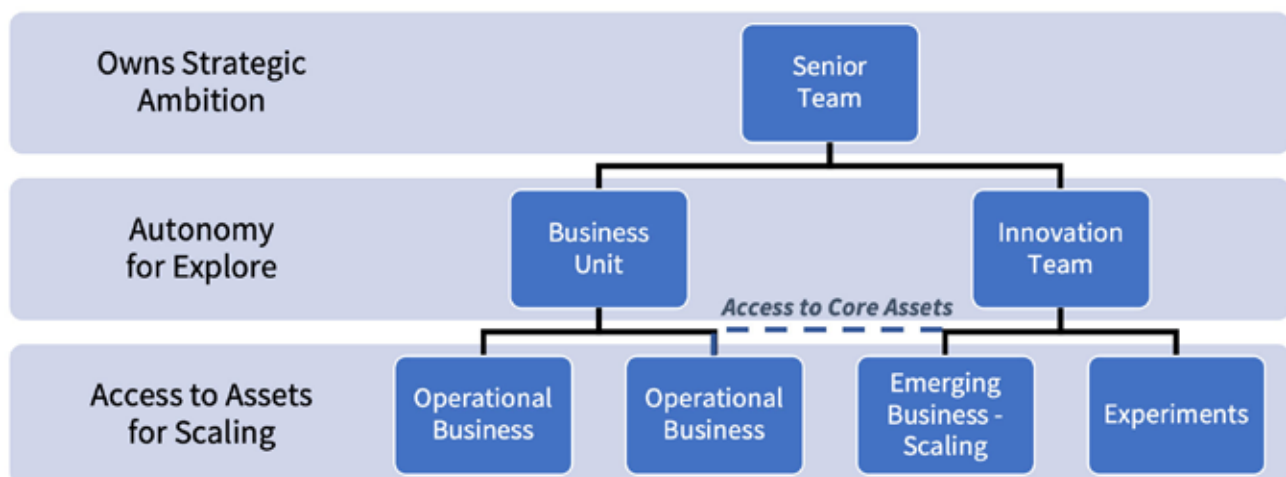 Owns Strategic
Ambition
Senior
Team
Autonomy
for Explore
Business
Unit
Innovation
Team
Access to Core Assets
Access to Assets
for Scaling
Operational
Business
Operational
Business
Emerging
Business -
Scaling
Experiments